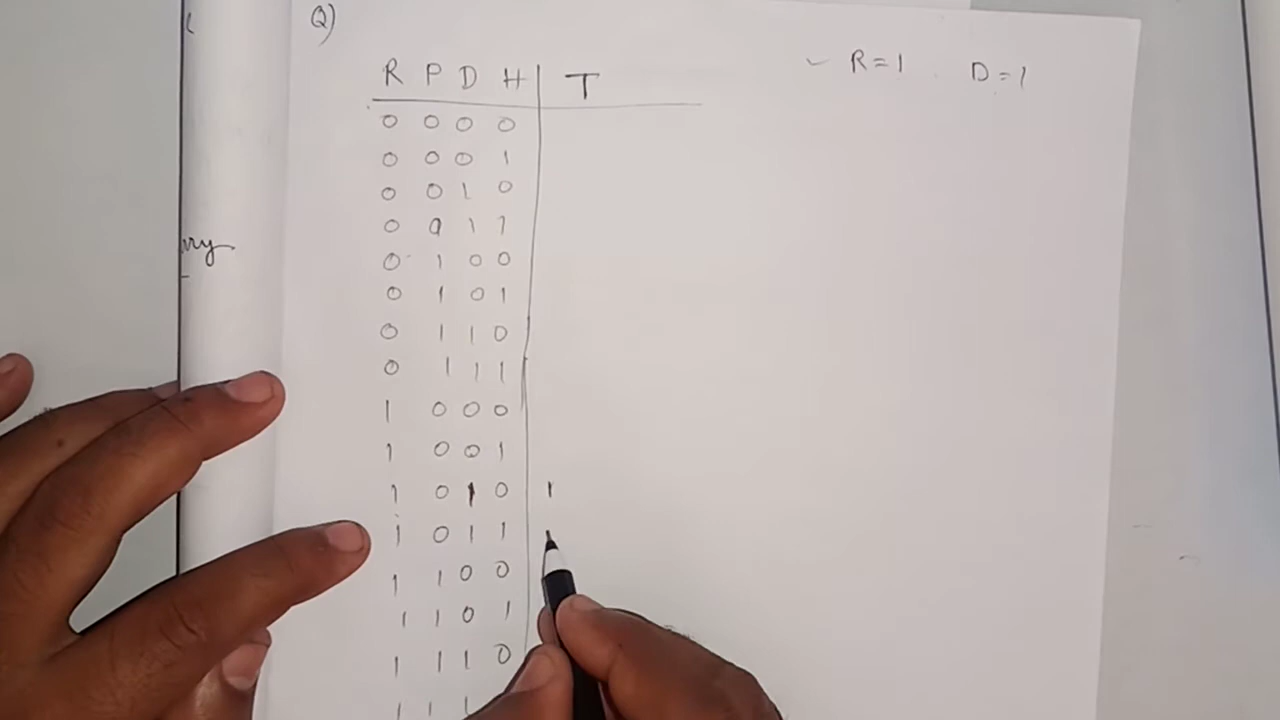 Q)
R P D H T
R=1 D=1
0 0 0 0
0 0 0 1
0 0 1 0
0 0 1 1
0 1 0 0
0 1 0 1
0 1 1 0
0 1 1 1
1 0 0 0
1 0 0 1
1 0 1 0 1
1 0 1 1
1 1 0 0
1 1 0 1
1 1 1 0
1 1 1